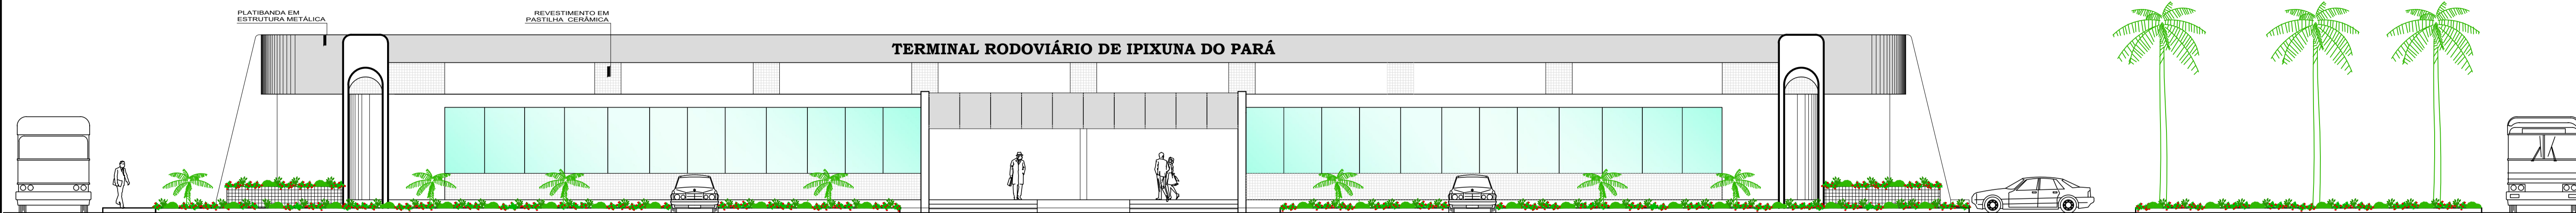 PLATIBANDA EM
ESTRUTURA METÁLICA
REVESTIMENTO EM
PASTILHA CERÂMICA
TERMINAL RODOVIÁRIO DE IPIXUNA DO PARÁ